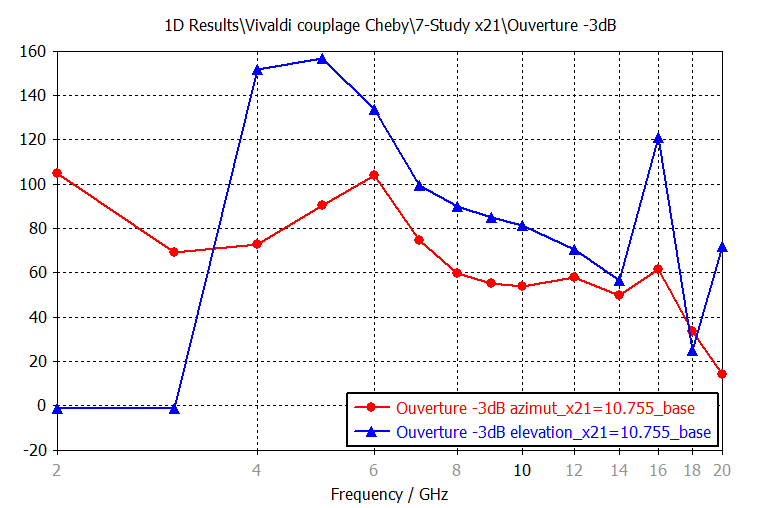 1D Results\Vivaldi couplage Cheby\7-Study x21\Ouverture -3dB
160
140
120
100
80
60
40
20
0
-20
Ouverture -3dB azimut_x21=10.755_base
Ouverture -3dB elevation_x21=10.755_base
2 4 6 8 10 12 14 16 18 20
Frequency / GHz